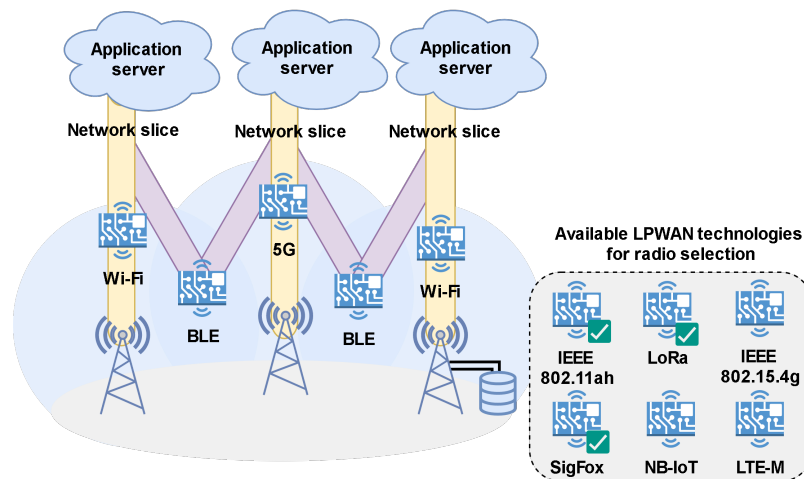 Application
server
Application
server
Application
server
Network slice
Network slice
Network slice
Wi-Fi
BLE
5G
BLE
Wi-Fi
Available LPWAN technologies
for radio selection
IEEE
802.11ah
LoRa
IEEE
802.15.4g
SigFox
NB-IoT
LTE-M